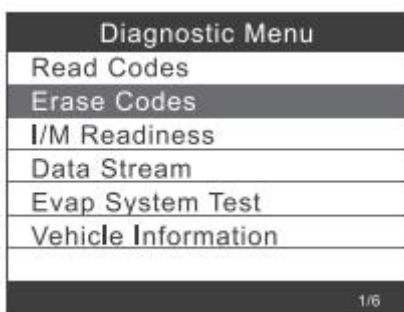 Diagnostic Menu
Read Codes
Erase Codes
I/M Readiness
Data Stream
Evap System Test
Vehicle Information
1/6